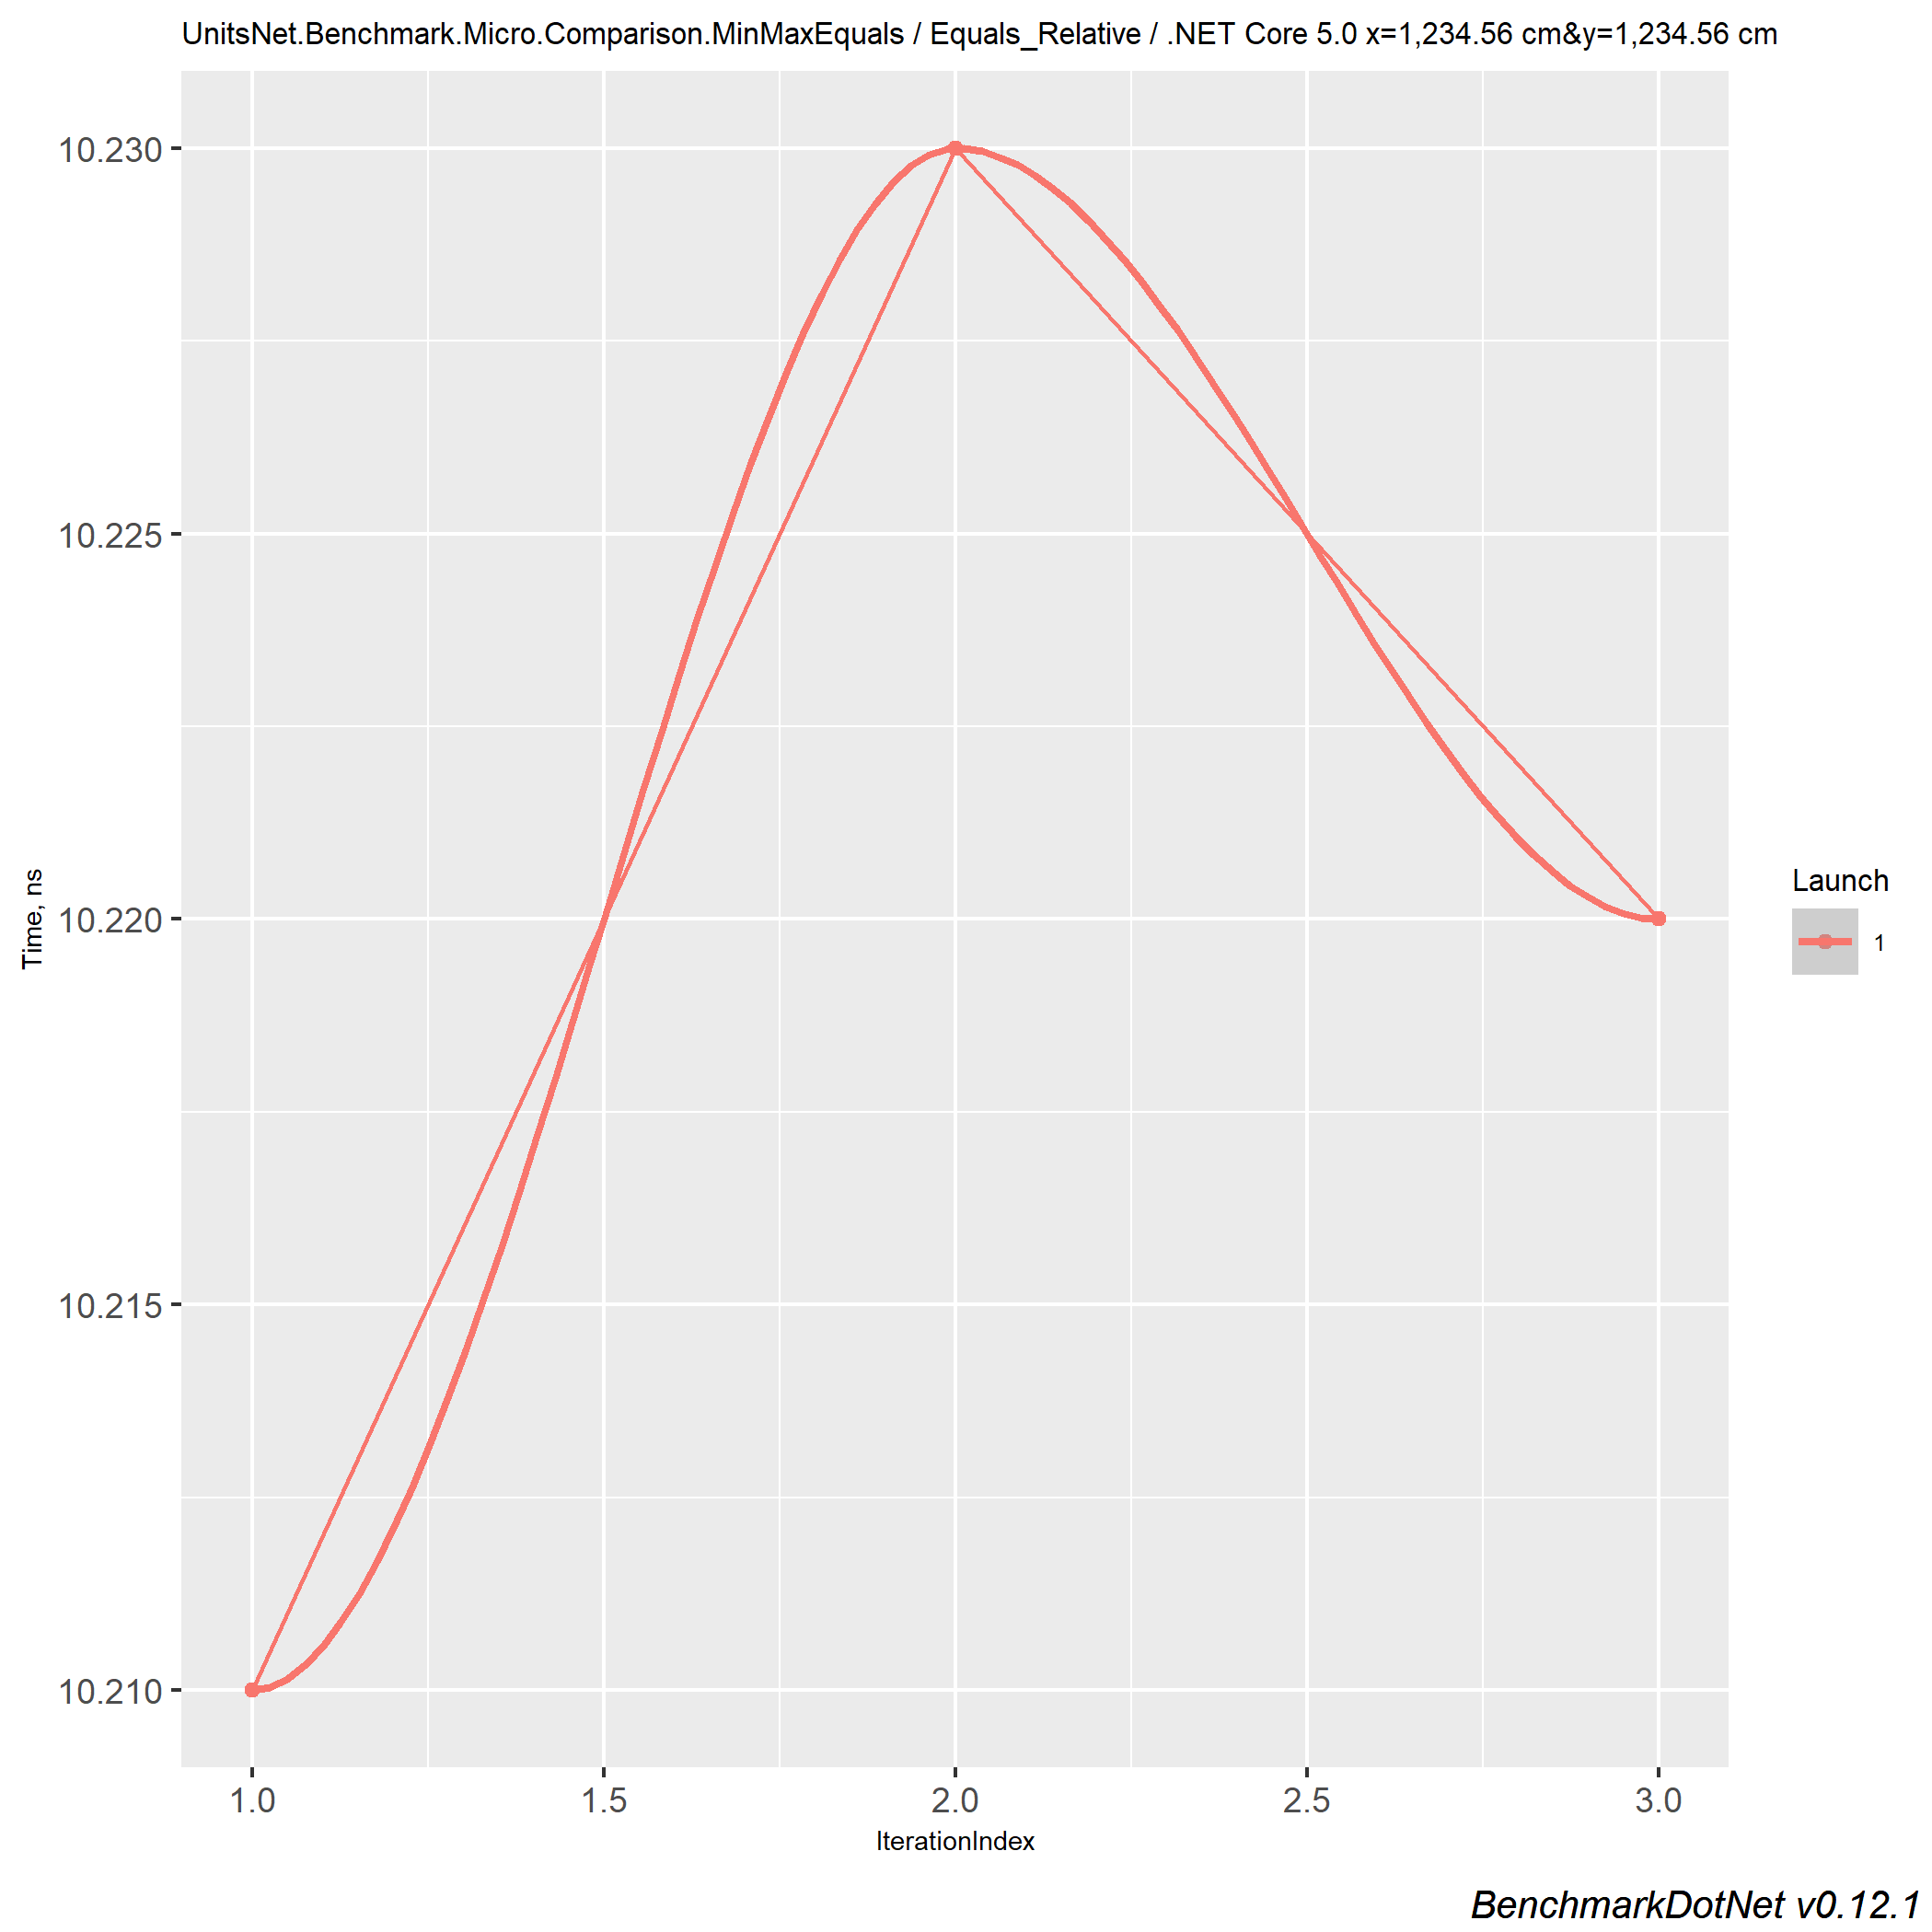 UnitsNet.Benchmark.Micro.Comparison.MinMaxEquals / Equals_Relative / .NET Core 5.0 x=1,234.56 cm&y=1,234.56 cm
10.230
10.225
10.220
10.215
10.210
Time, ns
1.0 1.5 2.0 2.5 3.0
IterationIndex
Launch
1
BenchmarkDotNet v0.12.1